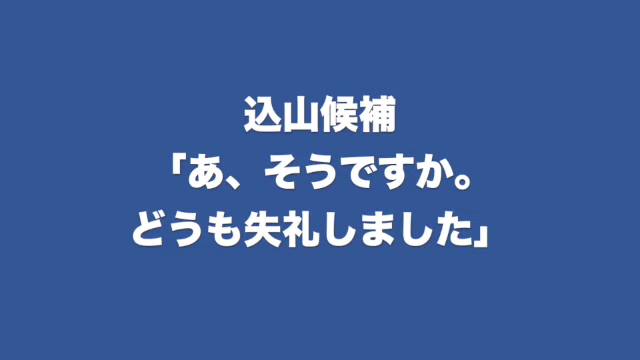 込山候補
「あ、そうですか。
どうも失礼しました」